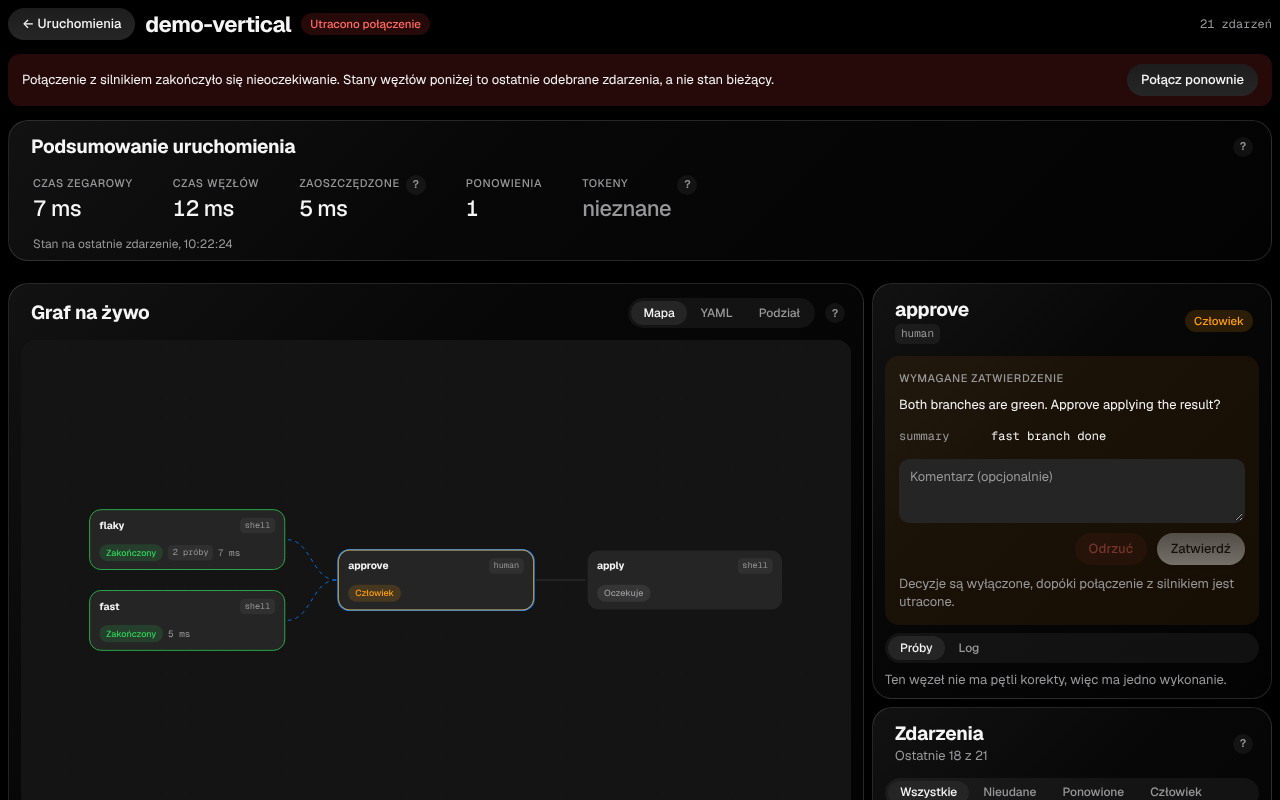 ← Uruchomienia demo-vertical Utracono połączenie 21 zdarzeń
Połączenie z silnikiem zakończyło się nieoczekiwanie. Stany węzłów poniżej to ostatnie odebrane zdarzenia, a nie stan bieżący. Połącz ponownie
Podsumowanie uruchomienia ?
CZAS ZEGAROWY CZAS WĘZŁÓW ZAOSZCZĘDZONE ? PONOWIENIA TOKENY ?
7 ms 12 ms 5 ms 1 nieznane
Stan na ostatnie zdarzenie, 10:22:24
Graf na żywo Mapa YAML Podział ?
flaky shell
Zakończony 2 próby 7 ms
fast shell
Zakończony 5 ms
approve human
Człowiek
apply shell
Oczekuje
approve
human
Człowiek
WYMAGANE ZATWIERDZENIE
Both branches are green. Approve applying the result?
summary fast branch done
Komentarz (opcjonalnie)
Odrzuć Zatwierdź
Decyzje są wyłączone, dopóki połączenie z silnikiem jest
utracone.
Próby Log
Ten węzeł nie ma pętli korekty, więc ma jedno wykonanie.
Zdarzenia
Ostatnie 18 z 21
?
Wszystkie Nieudane Ponowione Człowiek